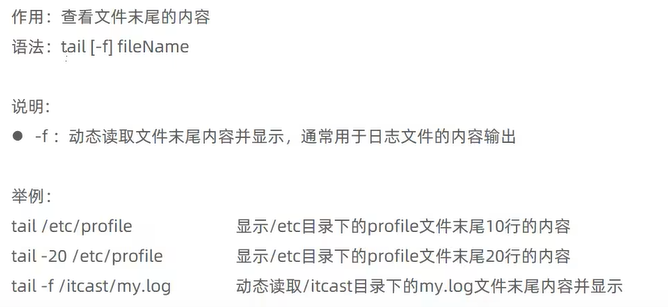 作用：查看文件末尾的内容
语法：tail [-f] fileName
说明：
● -f ：动态读取文件末尾内容并显示，通常用于日志文件的内容输出
举例：
tail /etc/profile 显示/etc目录下的profile文件末尾10行的内容
tail -20 /etc/profile 显示/etc目录下的profile文件末尾20行的内容
tail -f /itcast/my.log 动态读取/itcast目录下的my.log文件末尾内容并显示